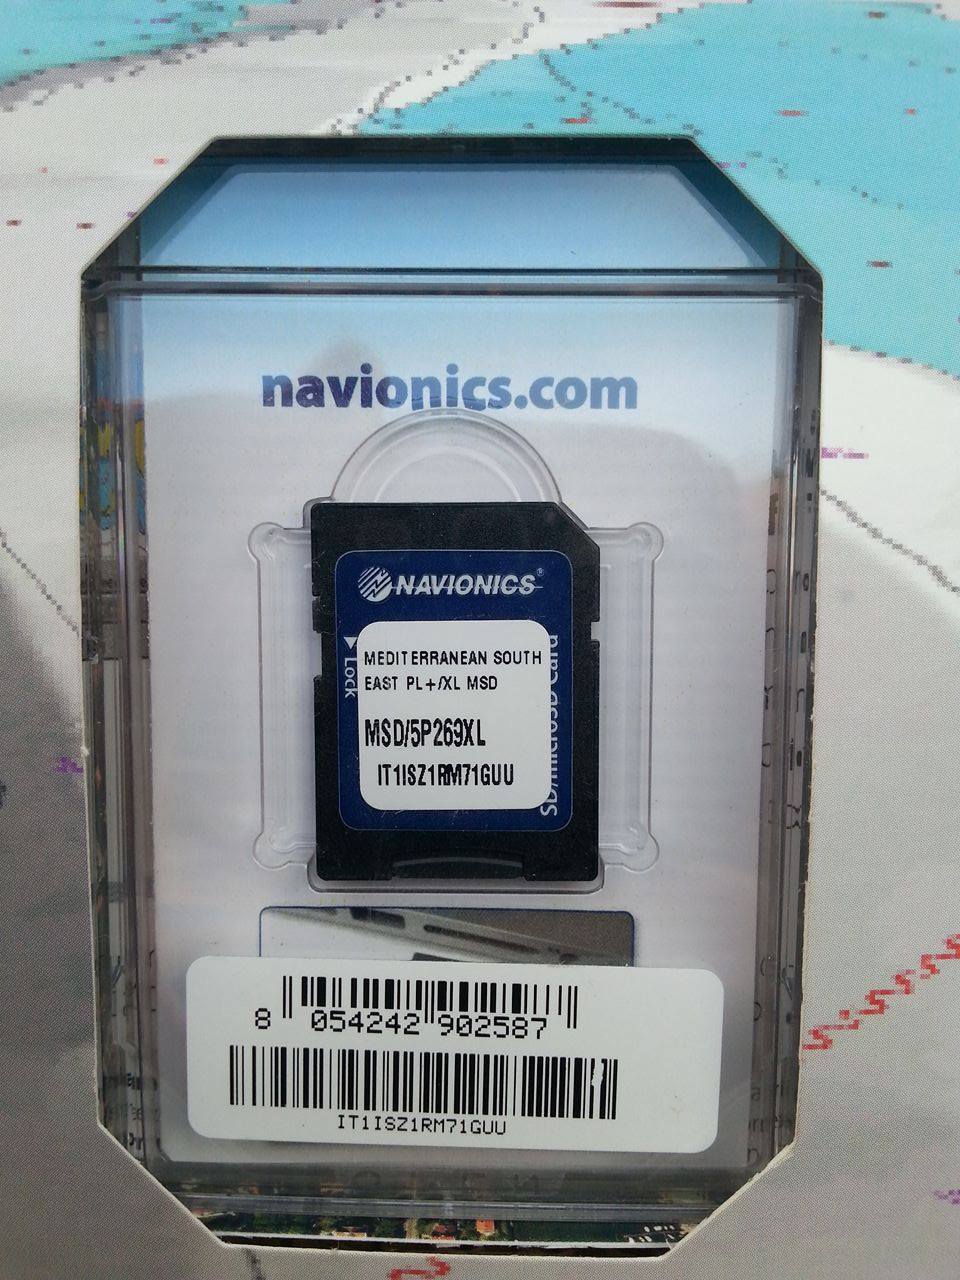 navionics.com
NAVIONICS®
Lock
MEDITERRANEAN SOUTH
EAST PL+/XL MSD
MSD/5P269XL
IT1ISZ1RM71GUU
SD/microSD Card
8 054242 902587
IT1ISZ1RM71GUU